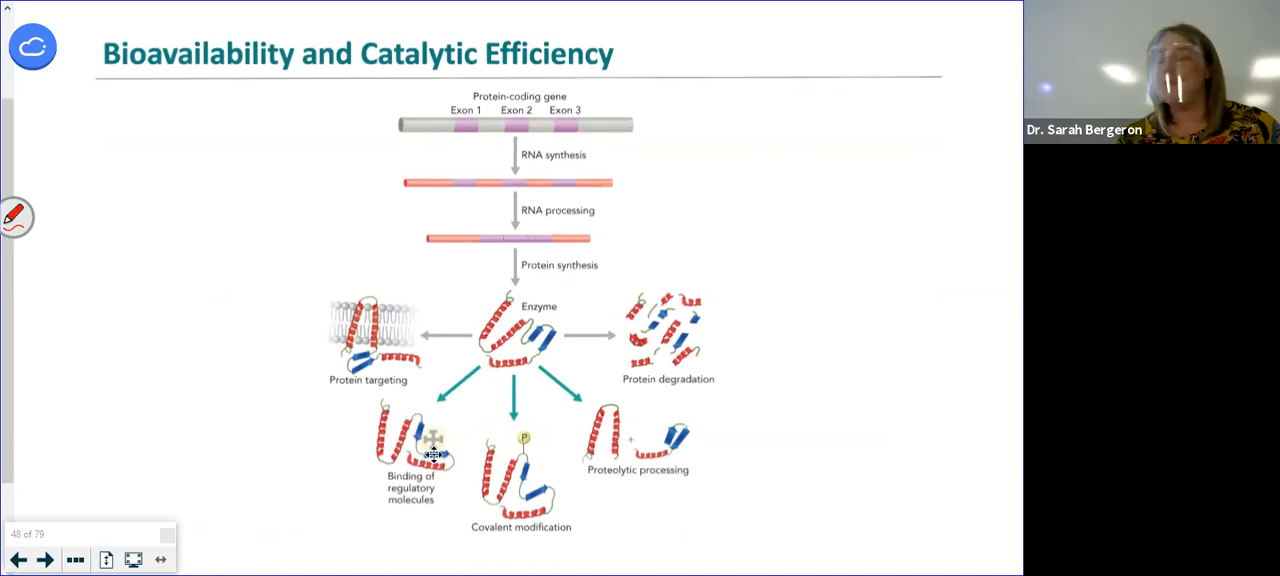 Bioavailability and Catalytic Efficiency
Protein-coding gene
Exon 1 Exon 2 Exon 3
RNA synthesis
RNA processing
Protein synthesis
Enzyme
Protein targeting
Protein degradation
P
Binding of
regulatory
molecules
Covalent modification
+
Proteolytic processing
48 of 79
Dr. Sarah Bergeron